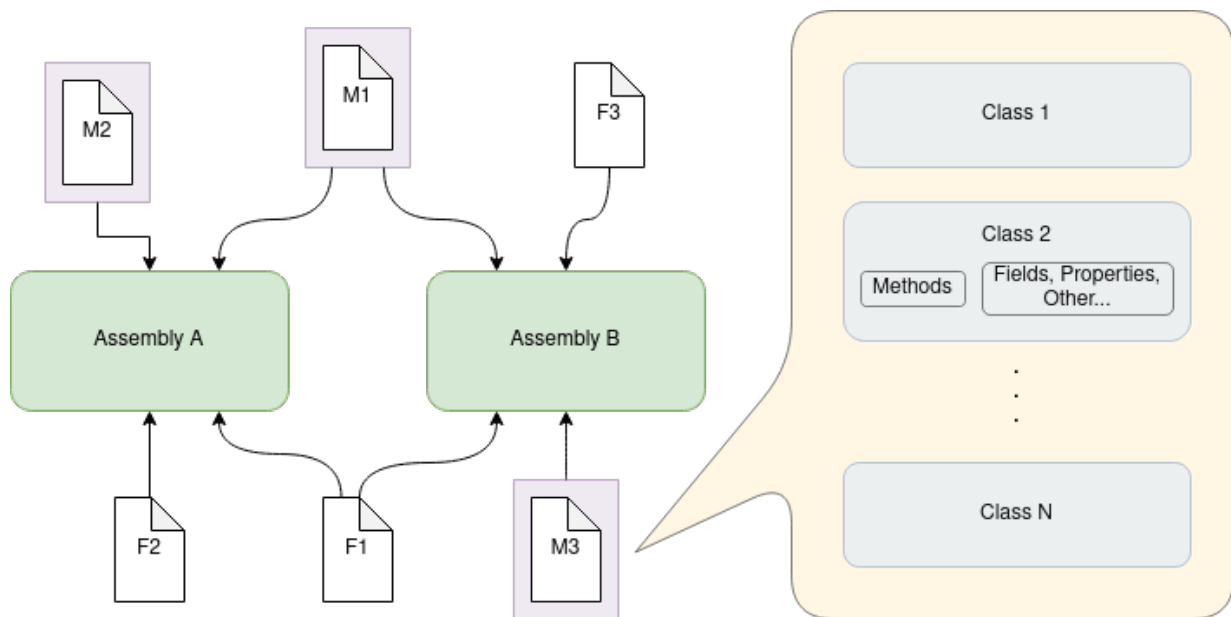 M2
M1
F3
Assembly A
Assembly B
F2
F1
M3
Class 1
Class 2
Methods
Fields, Properties,
Other...
.
.
.
Class N